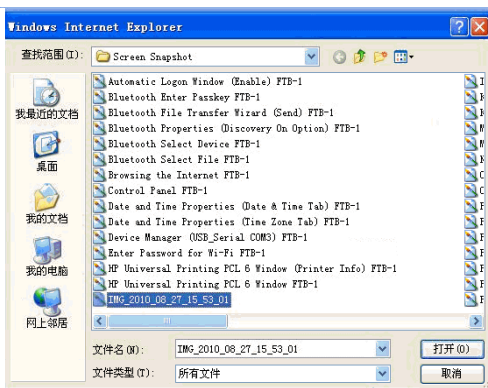 Windows Internet Explorer
查找范围(I):
Screen Snapshot
Automatic Logon Window (Enable) FTB-1
Bluetooth Enter Passkey FTB-1
Bluetooth File Transfer Wizard (Send) FTB-1
Bluetooth Properties (Discovery On Option) FTB-1
Bluetooth Select Device FTB-1
Bluetooth Select File FTB-1
Browsing the Internet FTB-1
Control Panel FTB-1
Date and Time Properties (Date & Time Tab) FTB-1
Date and Time Properties (Time Zone Tab) FTB-1
Device Manager (USB_Serial COM3) FTB-1
Enter Password for Wi-Fi FTB-1
HP Universal Printing PCL 6 Window (Printer Info) FTB-1
HP Universal Printing PCL 6 Window FTB-1
IMG_2010_08_27_15_53_01
我最近的文档
桌面
我的文档
我的电脑
网上邻居
文件名(N):
IMG_2010_08_27_15_53_01
打开(O)
文件类型(T):
所有文件
取消